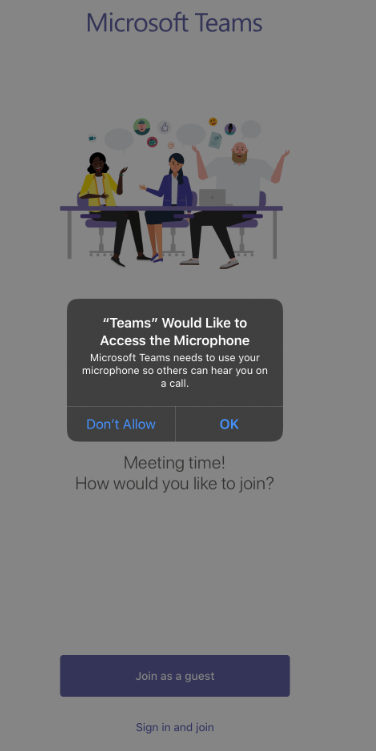 Microsoft Teams
“Teams” Would Like to
Access the Microphone
Microsoft Teams needs to use your
microphone so others can hear you on
a call.
Don't Allow
OK
Meeting time!
How would you like to join?
Join as a guest
Sign in and join